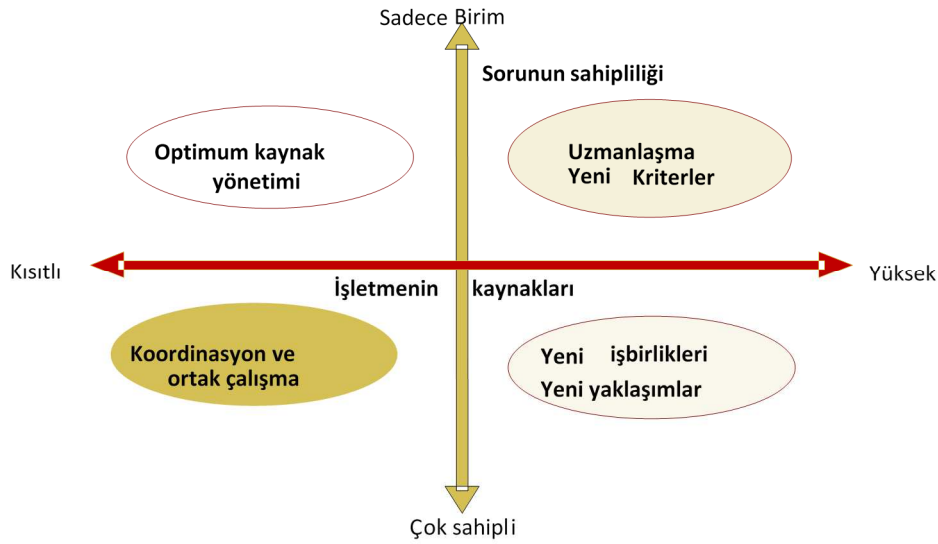 Sadece Birim
Sorunun sahipliliği
Optimum kaynak
yönetimi
Uzmanlaşma
Yeni Kriterler
Kısıtlı
Yüksek
İşletmenin kaynakları
Koordinasyon ve
ortak çalışma
Yeni işbirlikleri
Yeni yaklaşımlar
Çok sahipli